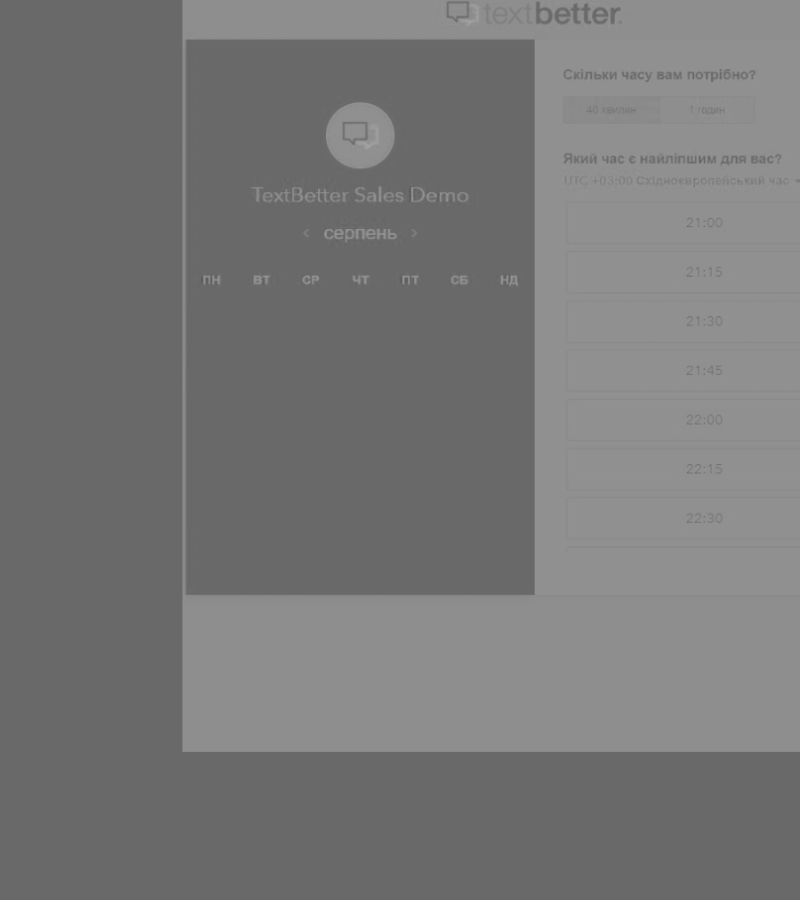 textbetter.
TextBetter Sales Demo
‹ серпень ›
ПН ВТ СР ЧТ ПТ СБ НД
Скільки часу вам потрібно?
40 хвилин 1 годин
Який час є найліпшим для вас?
UTC +03:00 Східноєвропейський час
21:00
21:15
21:30
21:45
22:00
22:15
22:30